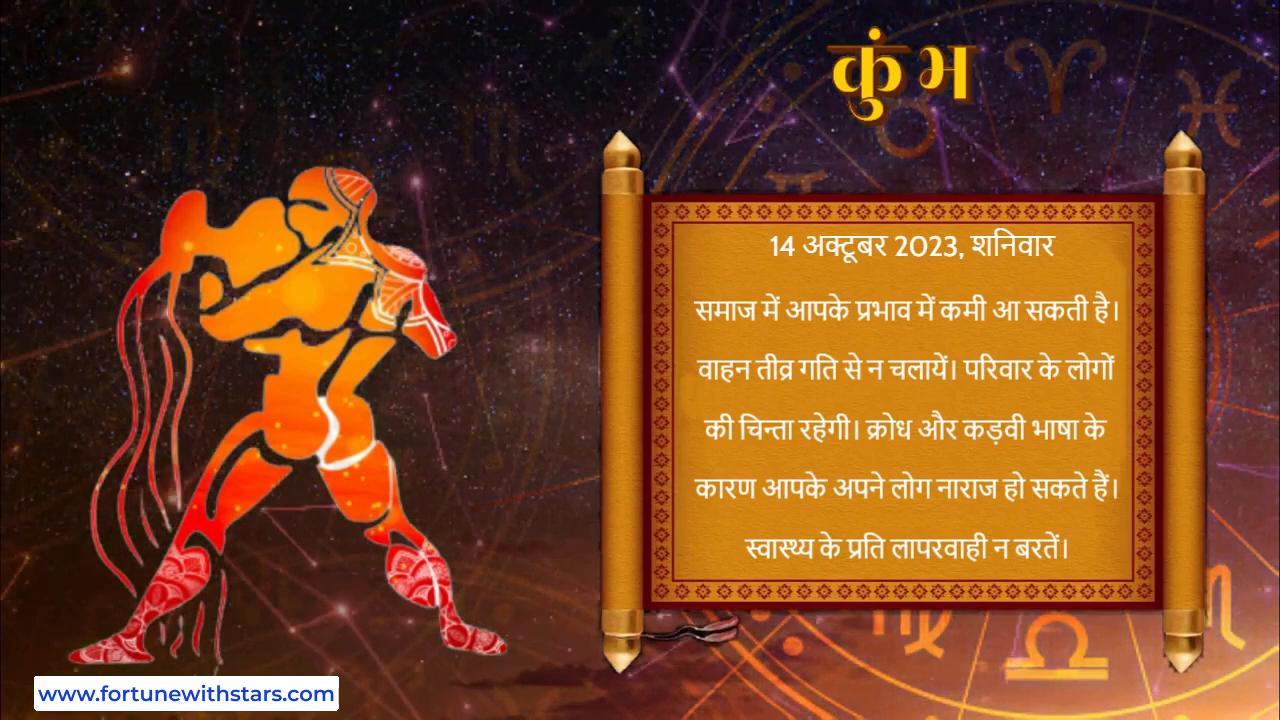 कुंभ
14 अक्टूबर 2023, शनिवार
समाज में आपके प्रभाव में कमी आ सकती है।
वाहन तीव्र गति से न चलायें। परिवार के लोगों
की चिन्ता रहेगी। क्रोध और कड़वी भाषा के
कारण आपके अपने लोग नाराज हो सकते हैं।
स्वास्थ्य के प्रति लापरवाही न बरतें।
www.fortunewithstars.com